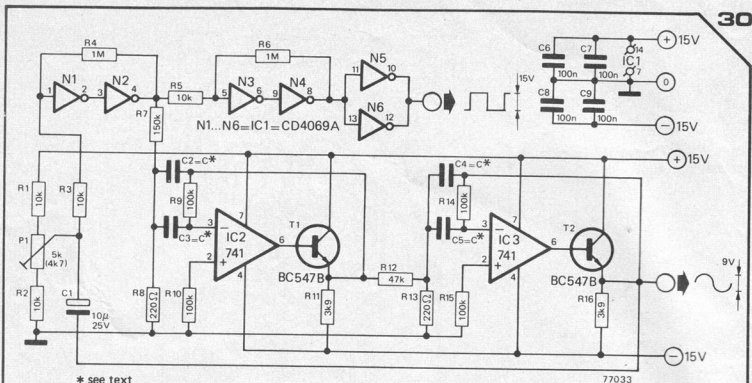 30
R4
1M
N1
1
2
N2
3
4
R5
10k
R6
1M
N3
5
6
N4
9
8
N5
11
10
N6
13
12
15V
N1...N6=IC1=CD4069A
R7
150k
C6
100n
C7
100n
C8
100n
C9
100n
14
IC1
7
+ 15V
0
− 15V
+ 15V
R1
10k
R3
10k
P1
5k
(4k7)
R2
10k
C1
10µ
25V
C2=C*
R9
100k
C3=C*
R8
220Ω
R10
100k
3
−
7
IC2
741
6
2
+
4
T1
BC547B
R11
3k9
R12
47k
C4=C*
R14
100k
C5=C*
R13
220Ω
R15
100k
3
−
7
IC3
741
6
2
+
4
T2
BC547B
R16
3k9
9V
− 15V
* see text
77033